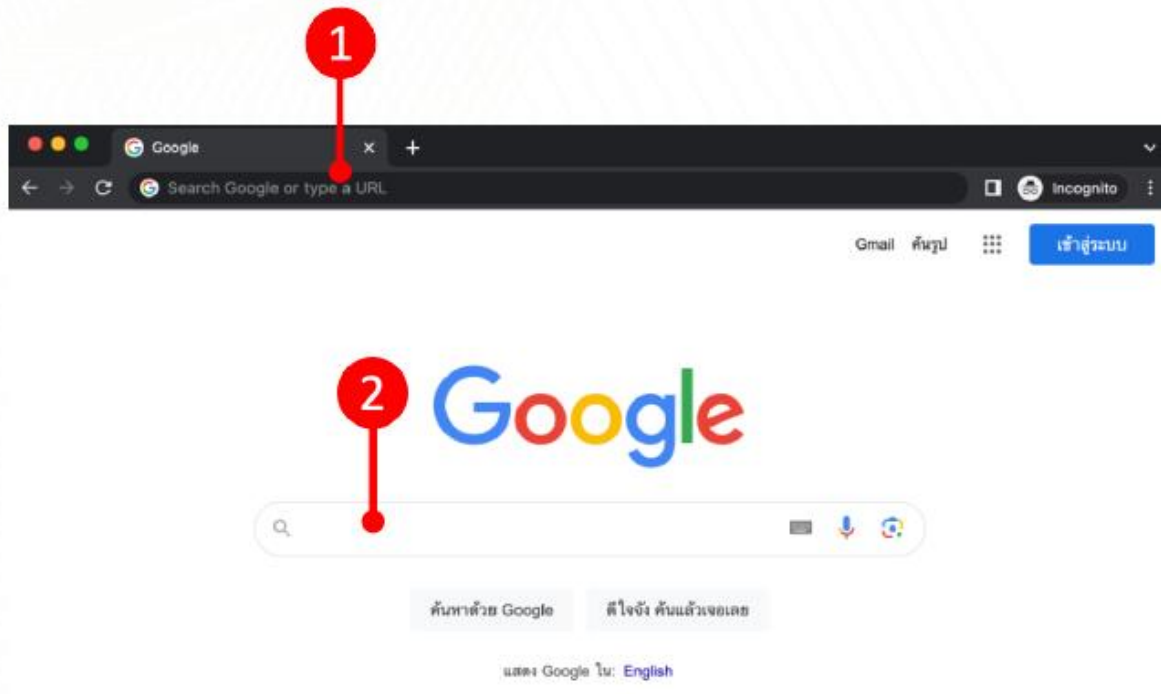 1
Google
Search Google or type a URL Incognito
Gmail ค้นรูป เข้าสู่ระบบ
2
Google
ค้นหาด้วย Google ดีใจจัง ค้นแล้วเจอเลย
แสดง Google ใน: English